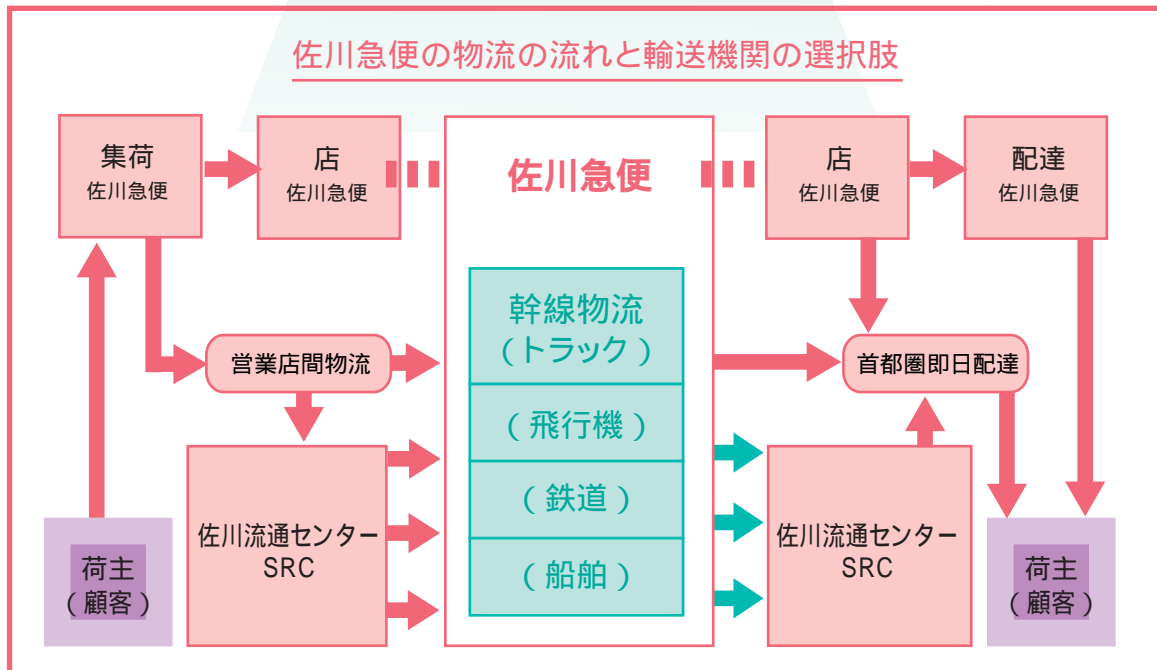 佐川急便の物流の流れと輸送機関の選択肢
集荷
佐川急便
店
佐川急便
佐川急便
店
佐川急便
配達
佐川急便
幹線物流
(トラック)
(飛行機)
(鉄道)
(船舶)
営業店間物流
首都圏即日配達
荷主
(顧客)
佐川流通センター
SRC
佐川流通センター
SRC
荷主
(顧客)